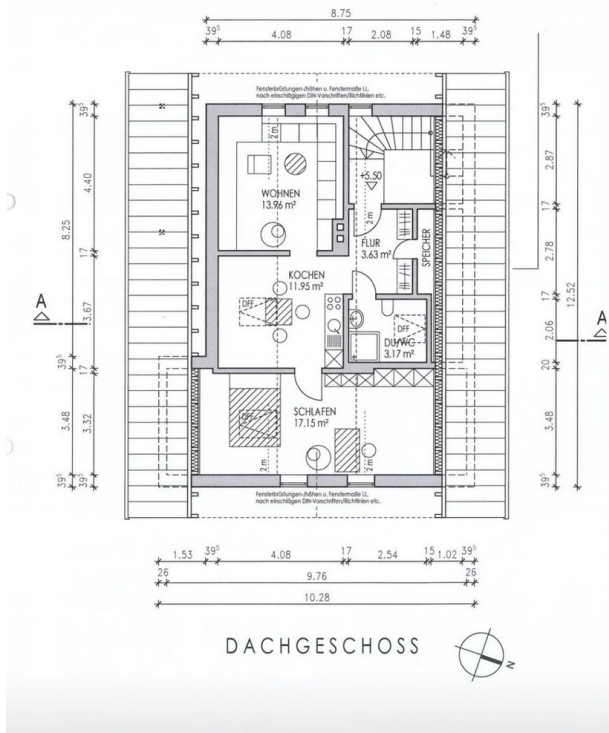 8.75
39⁵ 4.08 17 2.08 15 1.48 39⁵
Fensterbrüstungen-/höhen u. Fenstermaße i.L.
nach einschlägigen DIN-Vorschriften/Richtlinien etc.
2 m
WOHNEN
13.96 m²
+5.50
2 m
FLUR
3.63 m²
SPEICHER
KOCHEN
11.95 m²
DFF
DFF
DU/WC
3.17 m²
A
A
SCHLAFEN
17.15 m²
DFF
2 m
2 m
Fensterbrüstungen-/höhen u. Fenstermaße i.L.
nach einschlägigen DIN-Vorschriften/Richtlinien etc.
8.25
39⁵
3.48
39⁵
39⁵
4.40
17
3.67
17
3.32
39⁵
39⁵
2.87
17
2.78
17
2.06
20
3.48
39⁵
12.52
1.53 39⁵ 4.08 17 2.54 15 1.02 39⁵
26 9.76 26
10.28
DACHGESCHOSS
N